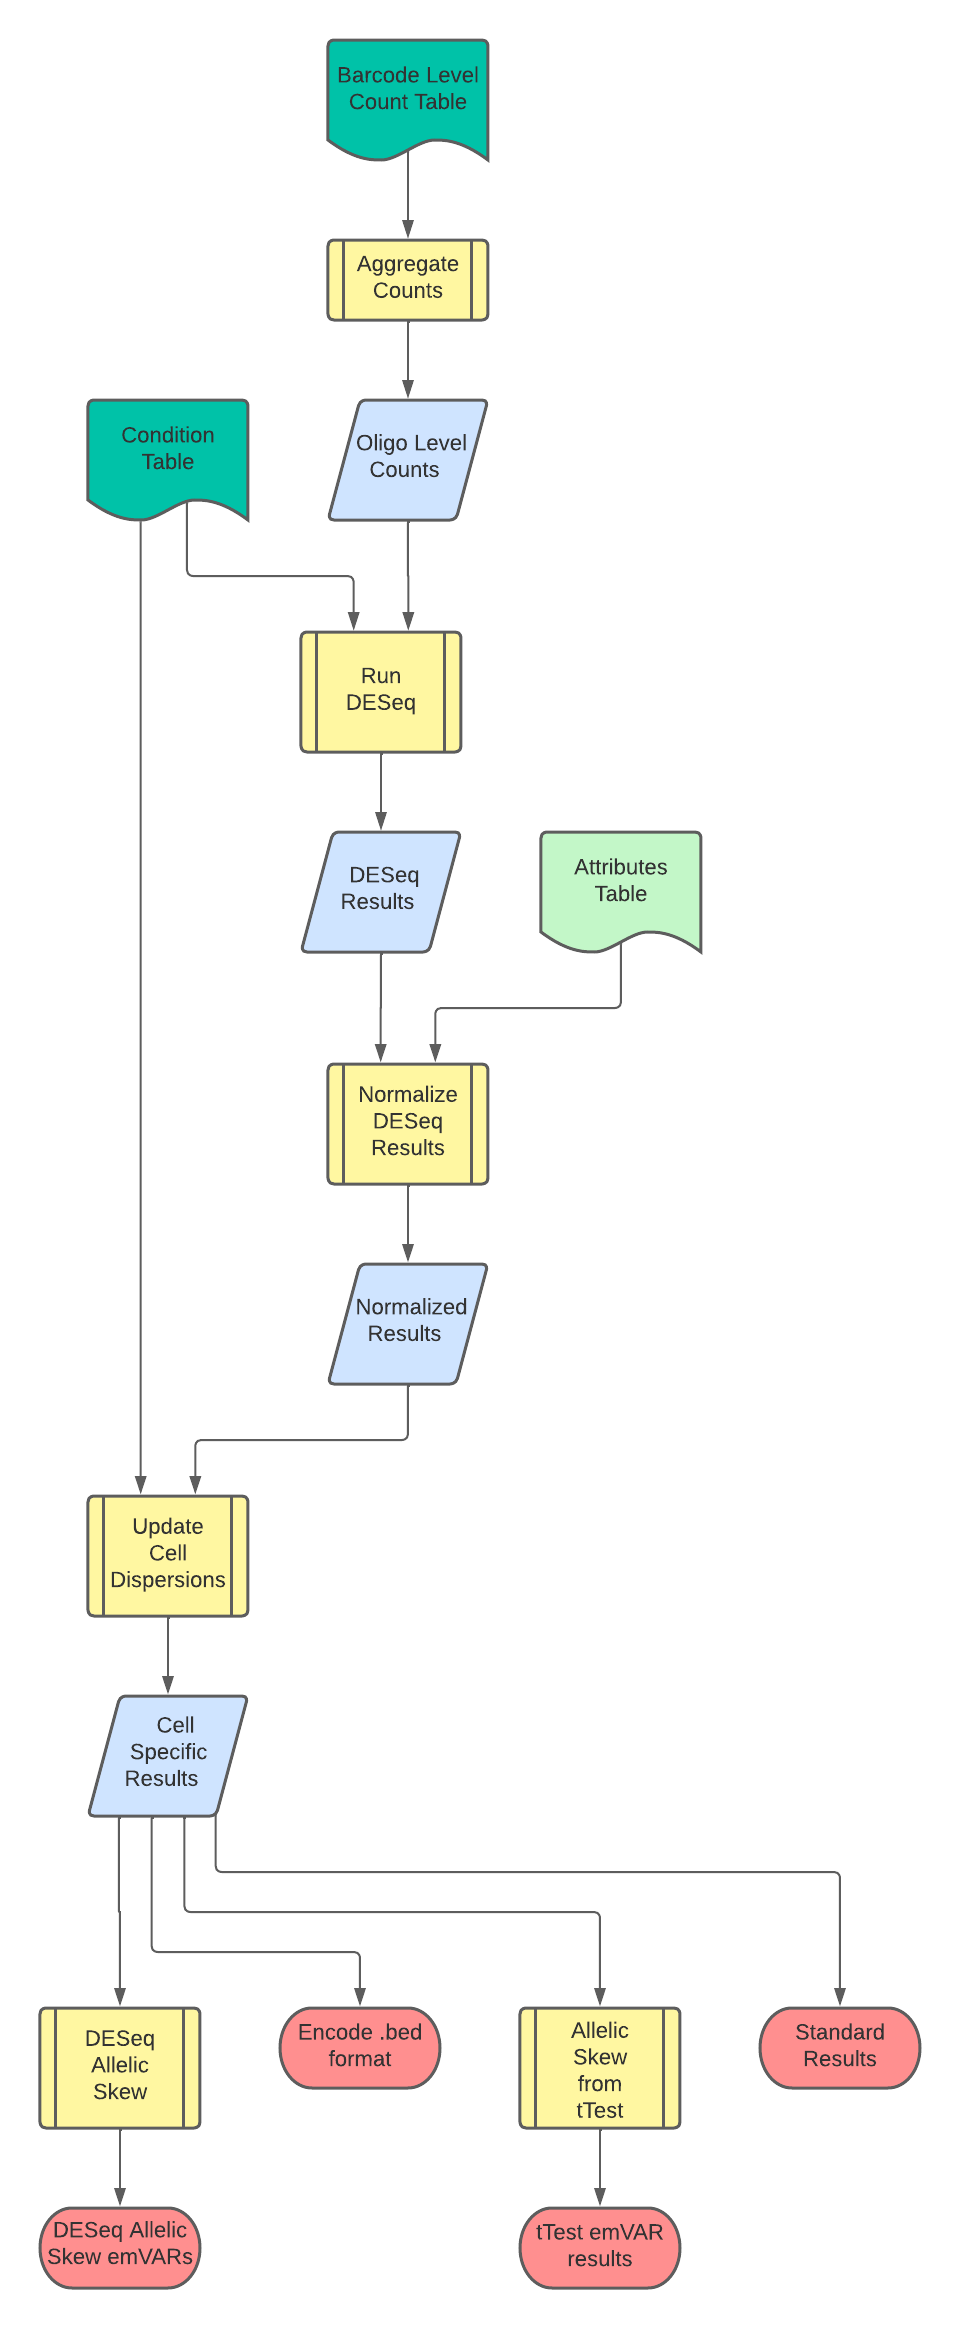 Barcode Level
Count Table
Aggregate
Counts
Condition
Table
Oligo Level
Counts
Run
DESeq
DESeq
Results
Attributes
Table
Normalize
DESeq
Results
Normalized
Results
Update
Cell
Dispersions
Cell
Specific
Results
DESeq
Allelic
Skew
Encode .bed
format
Allelic
Skew
from
tTest
Standard
Results
DESeq Allelic
Skew emVARs
tTest emVAR
results